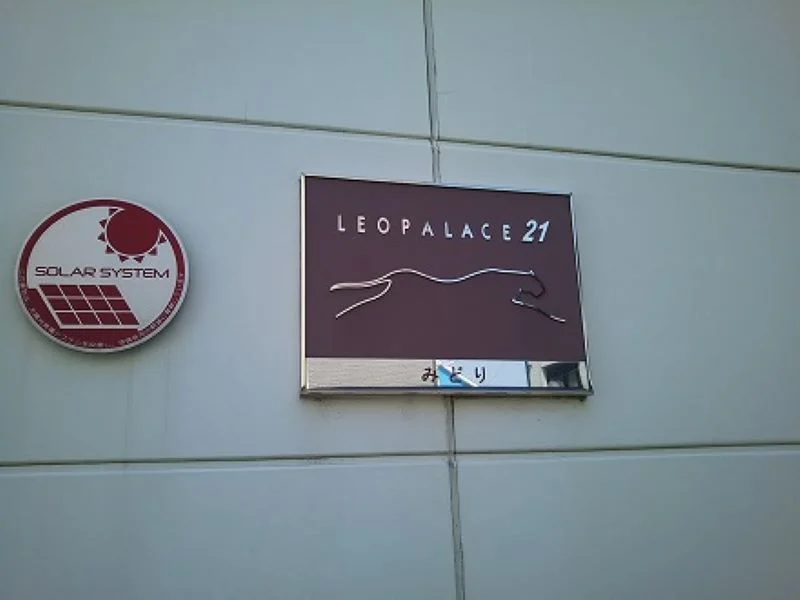 SOLAR SYSTEM
LEOPALACE 21
みどり